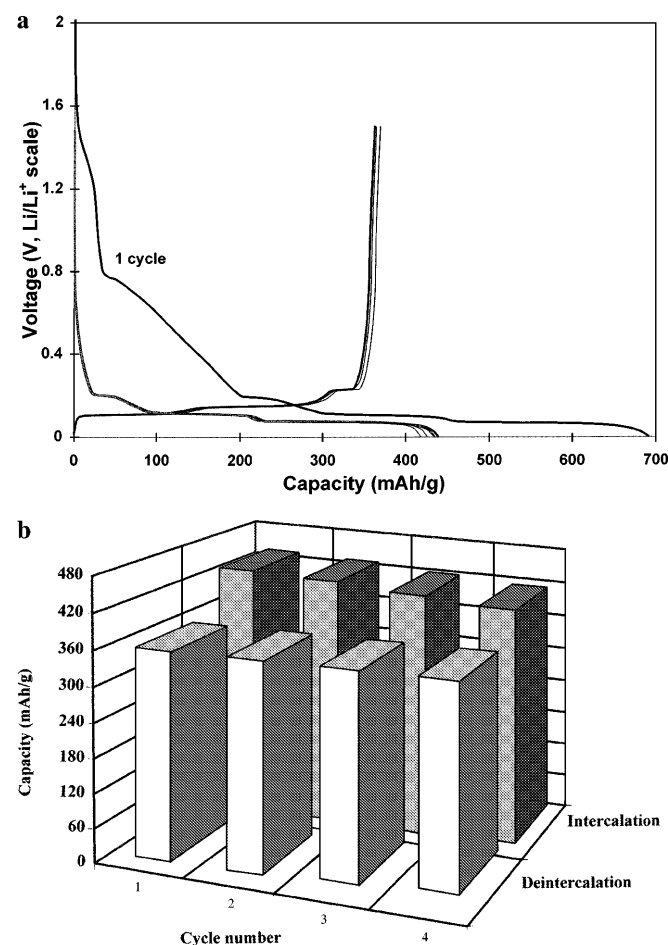 a
2
1.6
1.2
0.8
0.4
0
Voltage (V, Li/Li⁺ scale)
1 cycle
0 100 200 300 400 500 600 700
Capacity (mAh/g)
b
480
420
360
300
240
180
120
60
0
Capacity (mAh/g)
1
2
3
4
Cycle number
Intercalation
Deintercalation